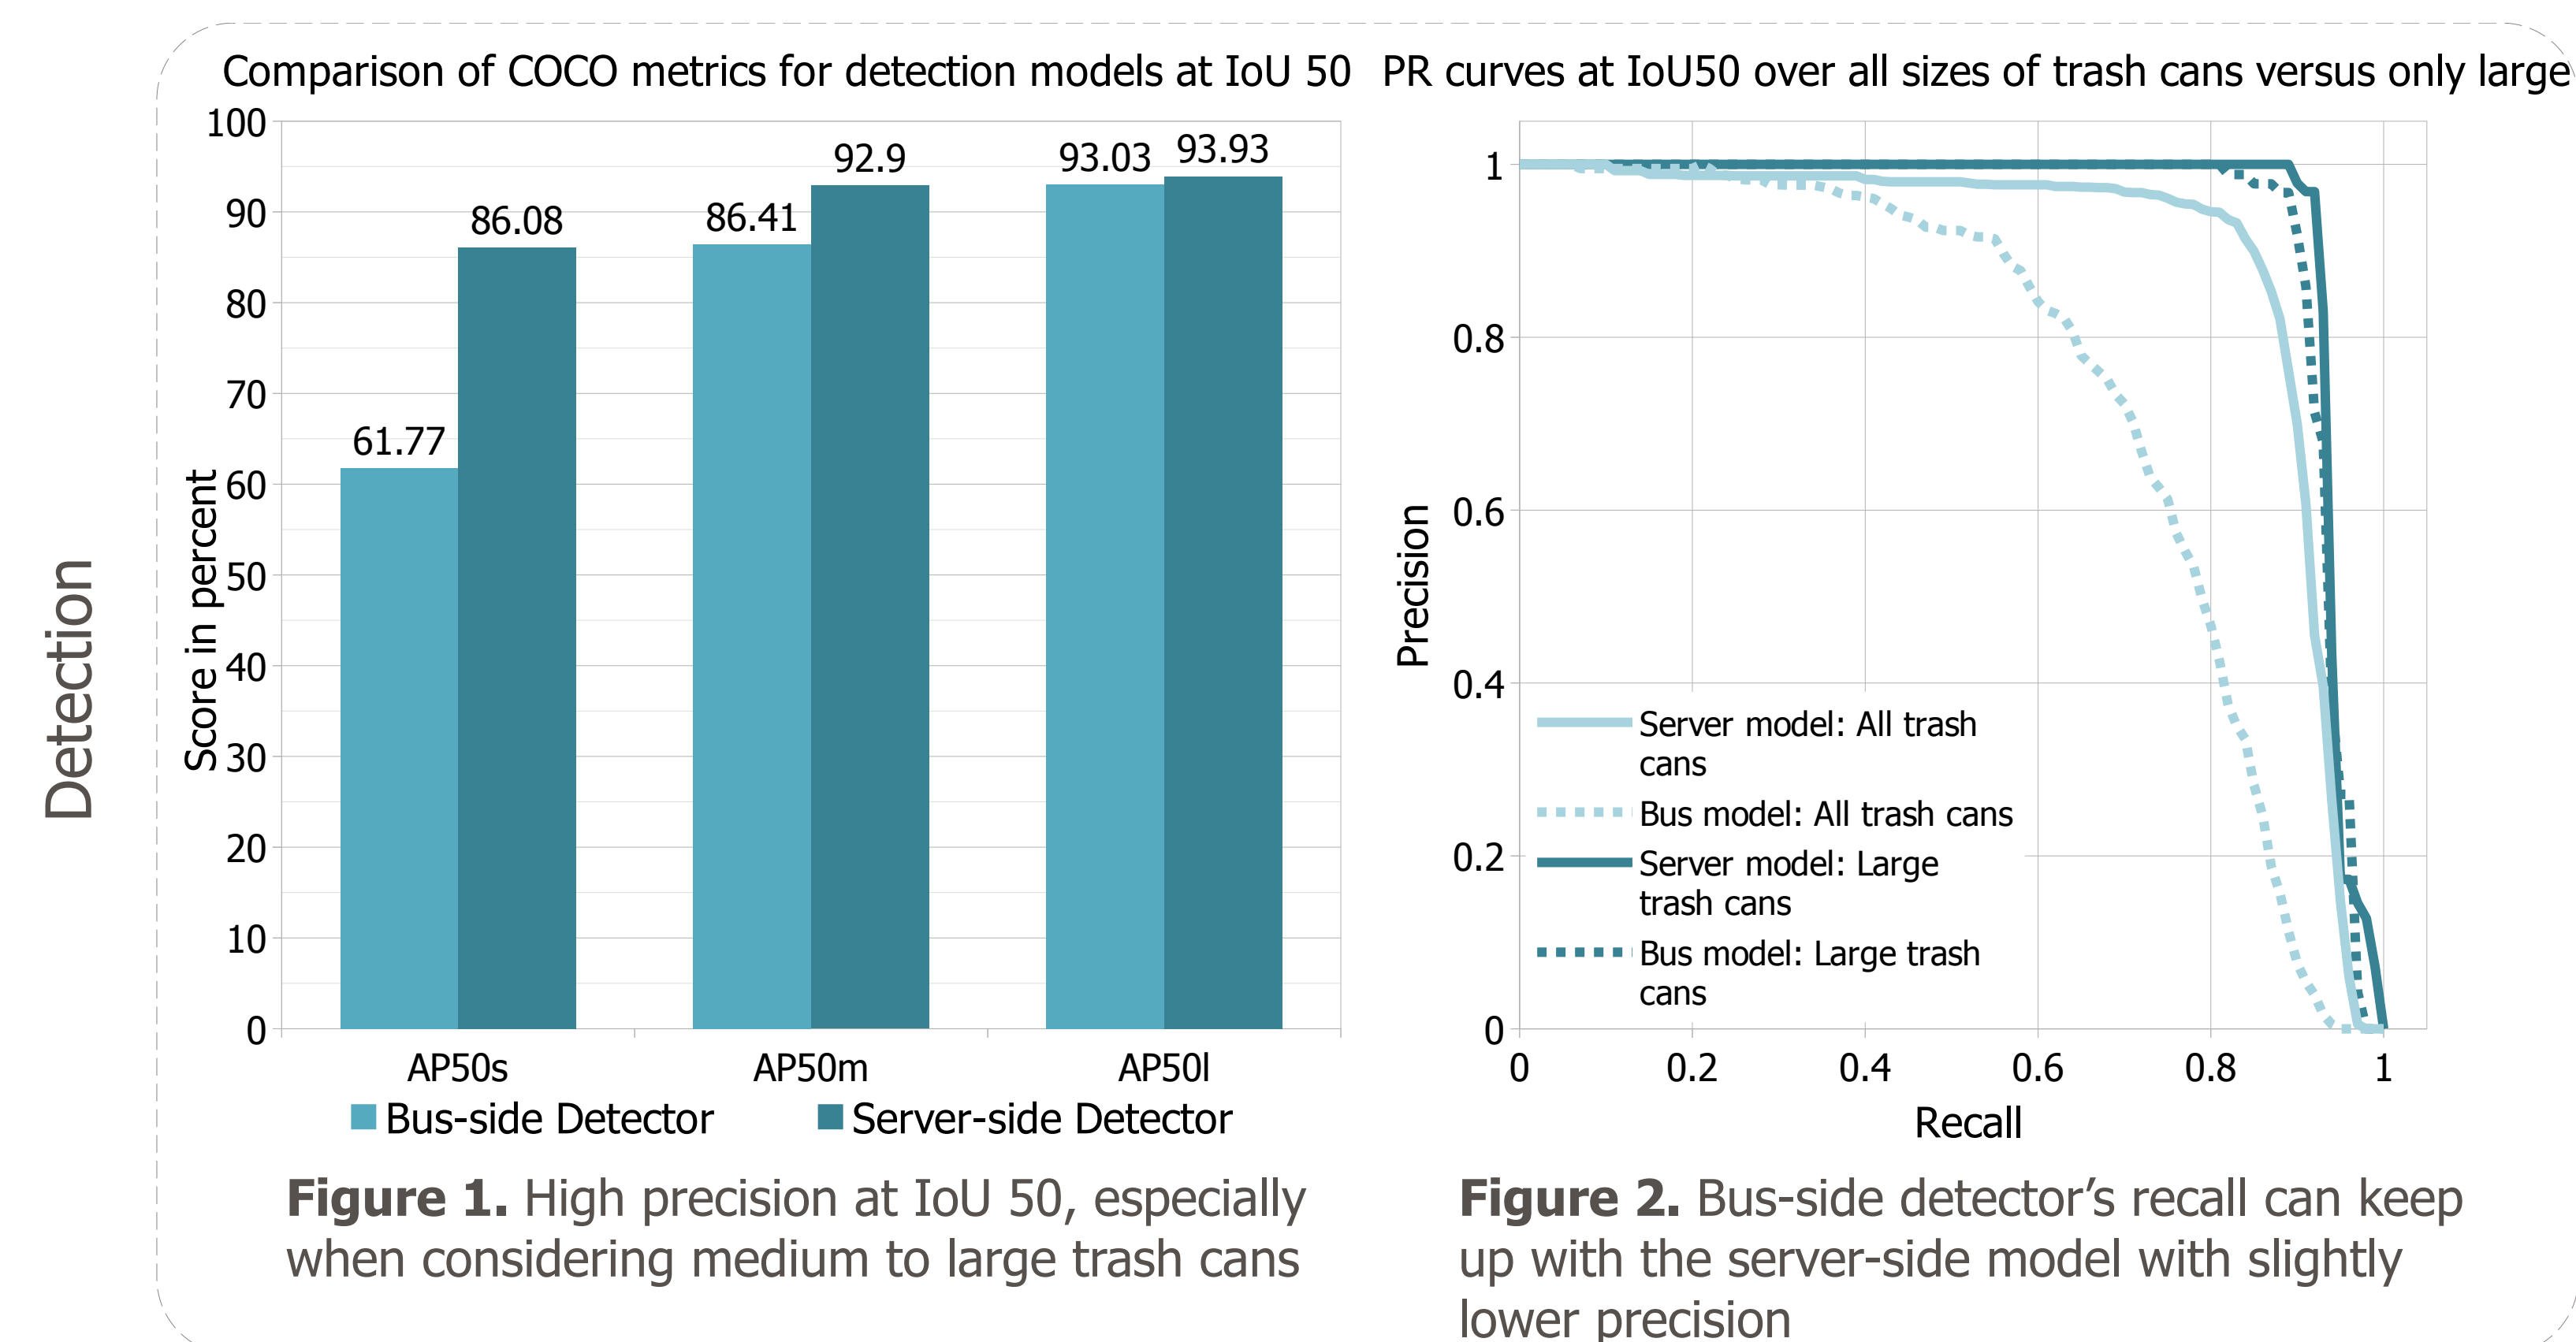 Detection
Comparison of COCO metrics for detection models at IoU 50
Score in percent
100
90
80
70
60
50
40
30
20
10
0
61.77
86.08
86.41
92.9
93.03
93.93
AP50s
AP50m
AP50l
Bus-side Detector
Server-side Detector
Figure 1. High precision at IoU 50, especially
when considering medium to large trash cans
PR curves at IoU50 over all sizes of trash cans versus only large
Precision
1
0.8
0.6
0.4
0.2
0
Server model: All trash
cans
Bus model: All trash cans
Server model: Large
trash cans
Bus model: Large trash
cans
0
0.2
0.4
0.6
0.8
1
Recall
Figure 2. Bus-side detector’s recall can keep
up with the server-side model with slightly
lower precision